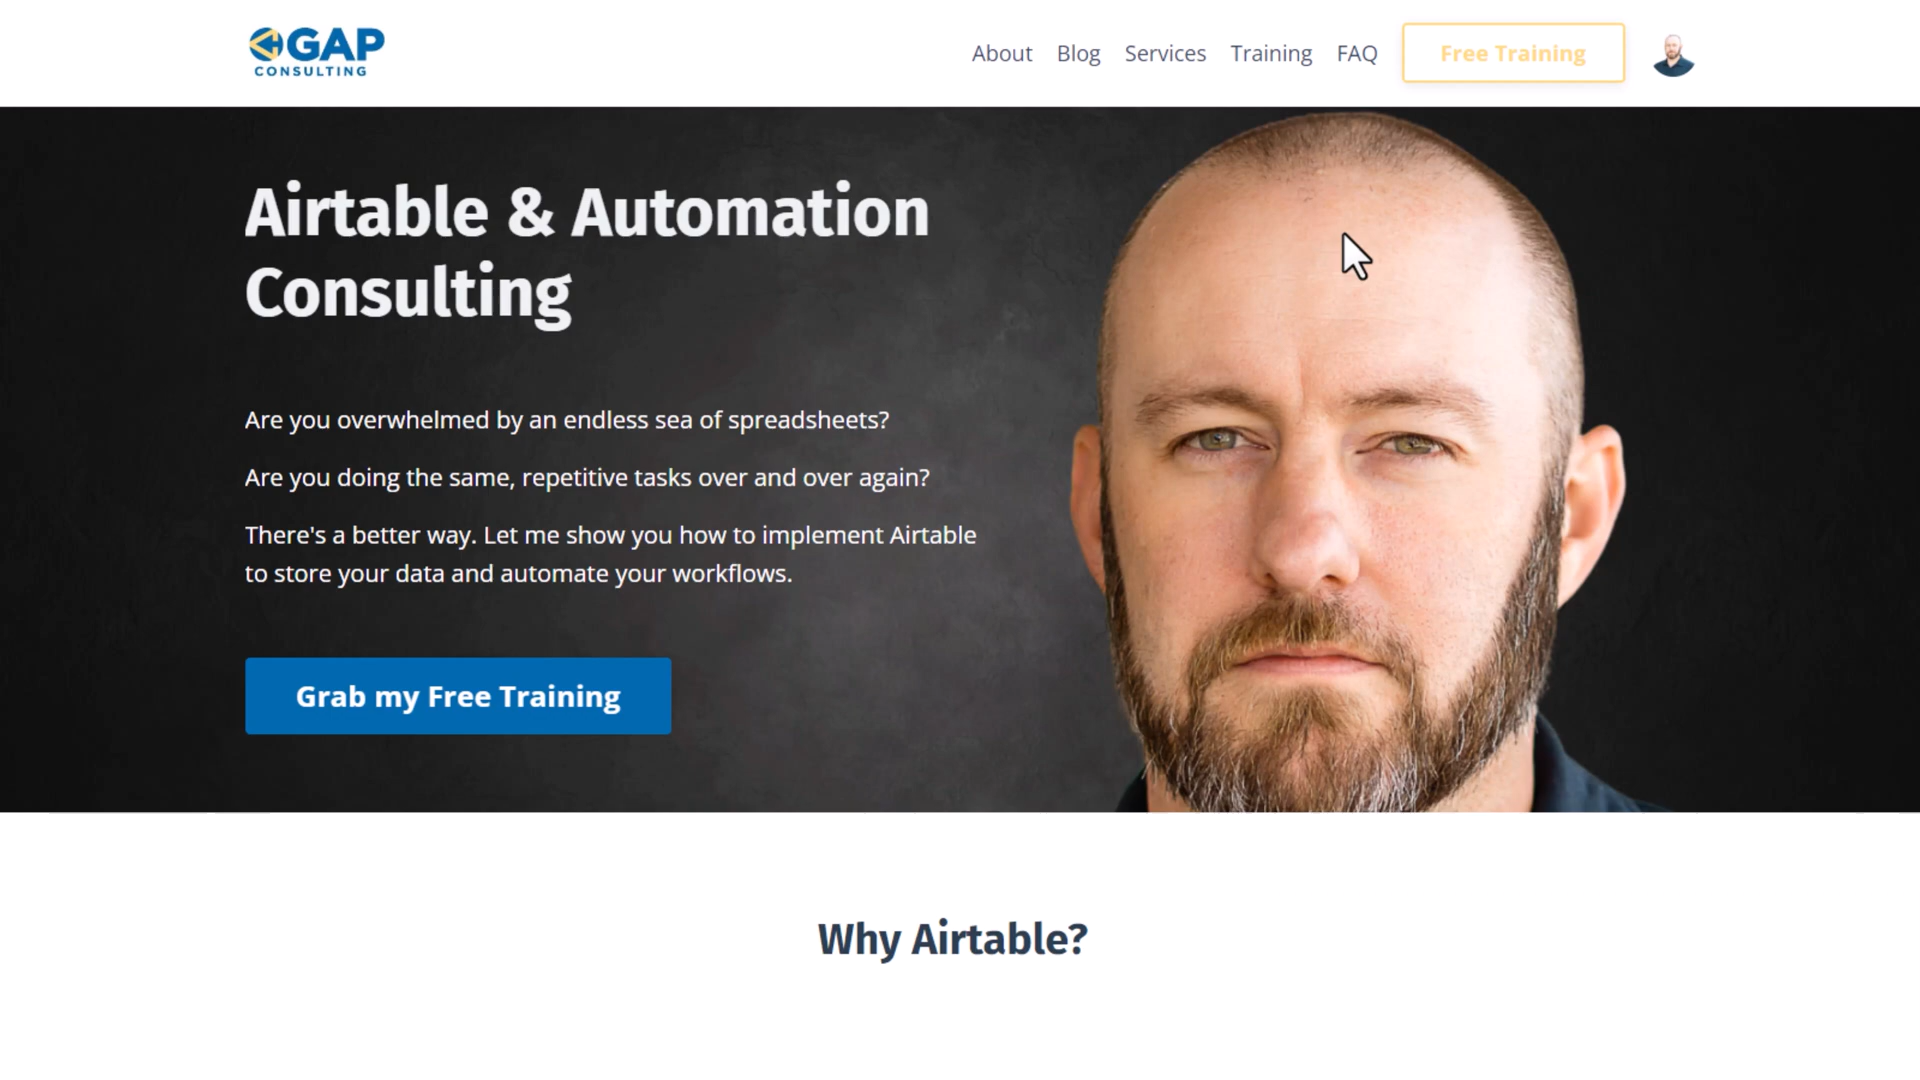 GAP
CONSULTING
About
Blog
Services
Training
FAQ
Free Training
Airtable & Automation
Consulting
Are you overwhelmed by an endless sea of spreadsheets?
Are you doing the same, repetitive tasks over and over again?
There's a better way. Let me show you how to implement Airtable
to store your data and automate your workflows.
Grab my Free Training
Why Airtable?